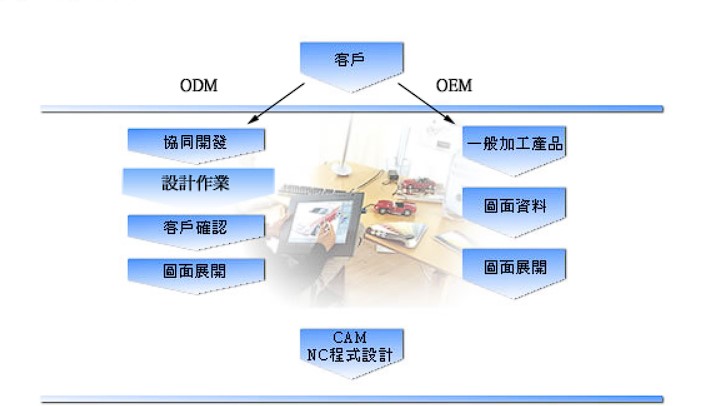 客戶
ODM
OEM
協同開發
設計作業
客戶確認
圖面展開
一般加工產品
圖面資料
圖面展開
CAM
NC程式設計